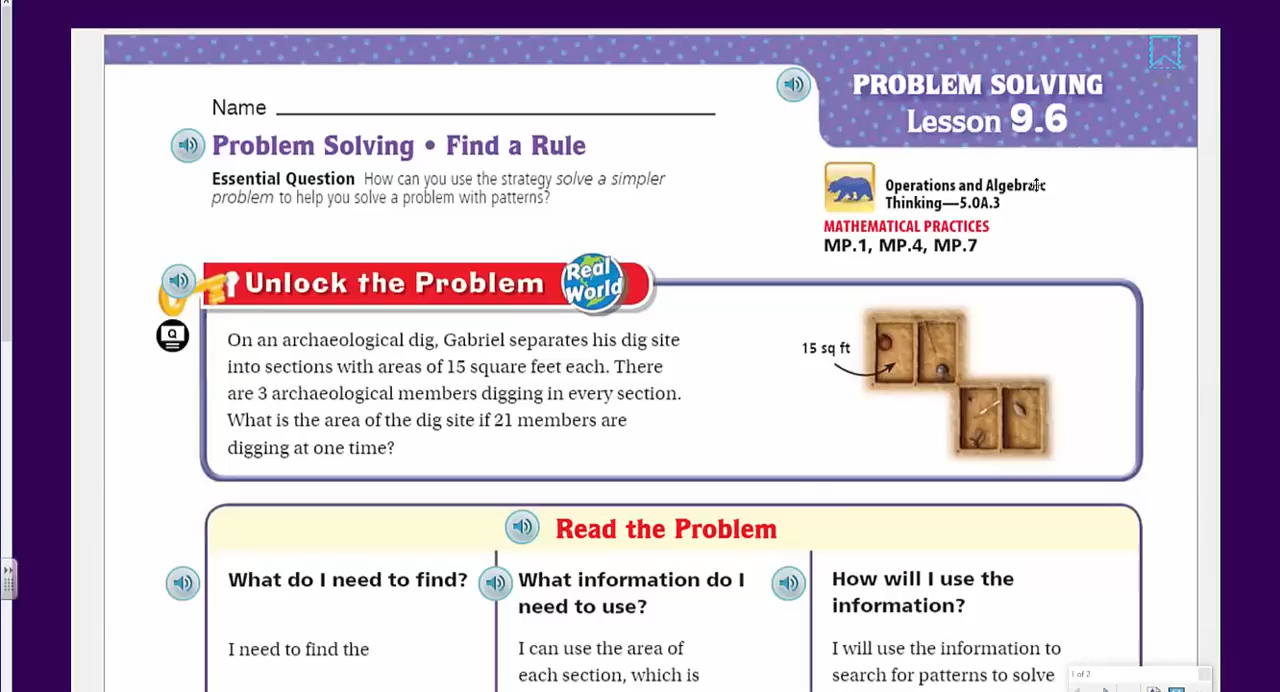 PROBLEM SOLVING
Lesson 9.6
Name
Problem Solving • Find a Rule
Essential Question How can you use the strategy solve a simpler
problem to help you solve a problem with patterns?
Operations and Algebraic
Thinking—5.OA.3
MATHEMATICAL PRACTICES
MP.1, MP.4, MP.7
Unlock the Problem
Real
World
Q
On an archaeological dig, Gabriel separates his dig site
into sections with areas of 15 square feet each. There
are 3 archaeological members digging in every section.
What is the area of the dig site if 21 members are
digging at one time?
15 sq ft
Read the Problem
What do I need to find?
I need to find the
What information do I
need to use?
I can use the area of
each section, which is
How will I use the
information?
I will use the information to
search for patterns to solve
1 of 2